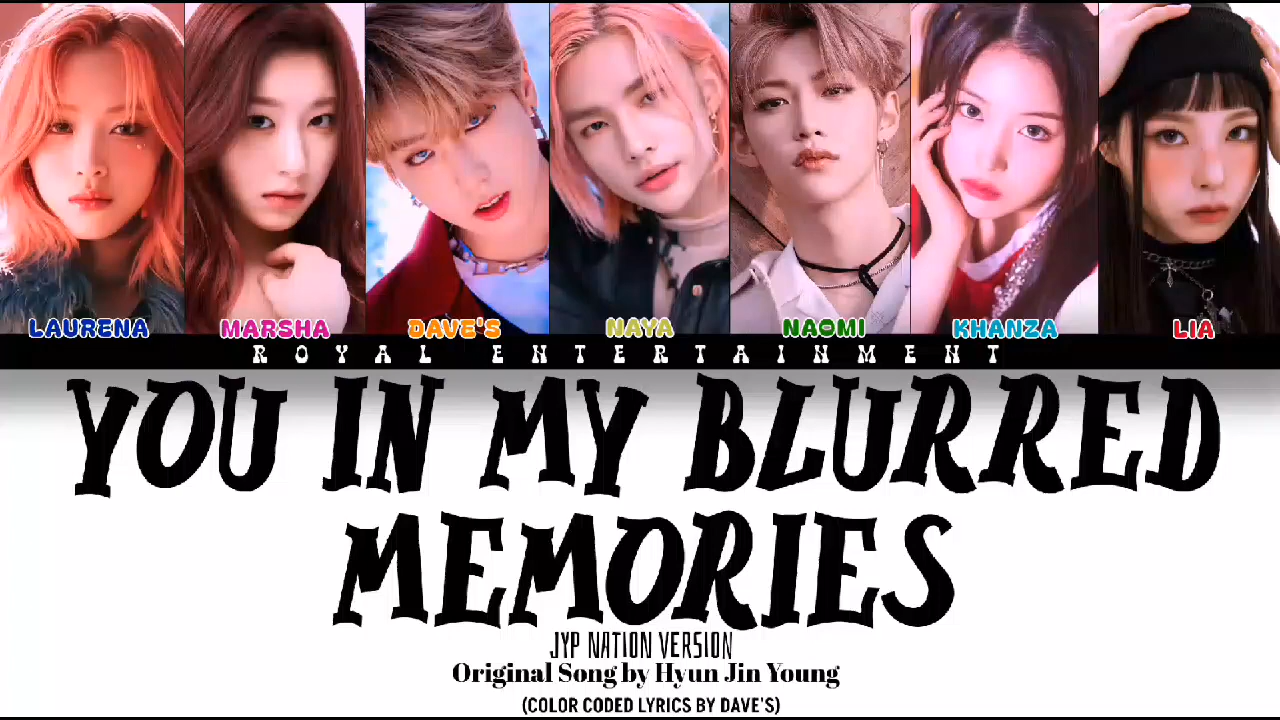 LAURENA MARSHA DAVE'S NAYA NAOMI KHANZA LIA
ROYAL ENTERTAINMENT
YOU IN MY BLURRED
MEMORIES
JYP NATION VERSION
Original Song by Hyun Jin Young
(COLOR CODED LYRICS BY DAVE'S)